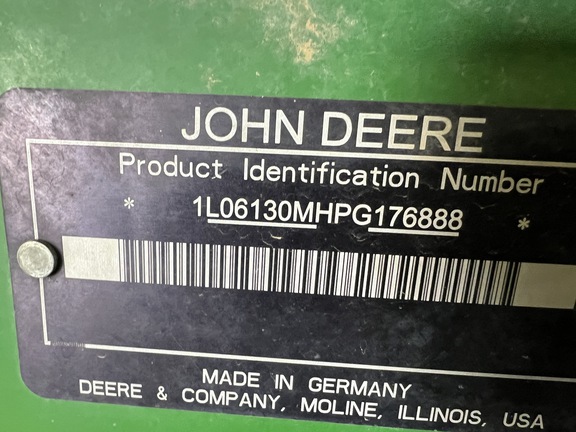 JOHN DEERE
Product Identification Number
* 1L06130MHPG176888 *
MADE IN GERMANY
DEERE & COMPANY, MOLINE, ILLINOIS, USA